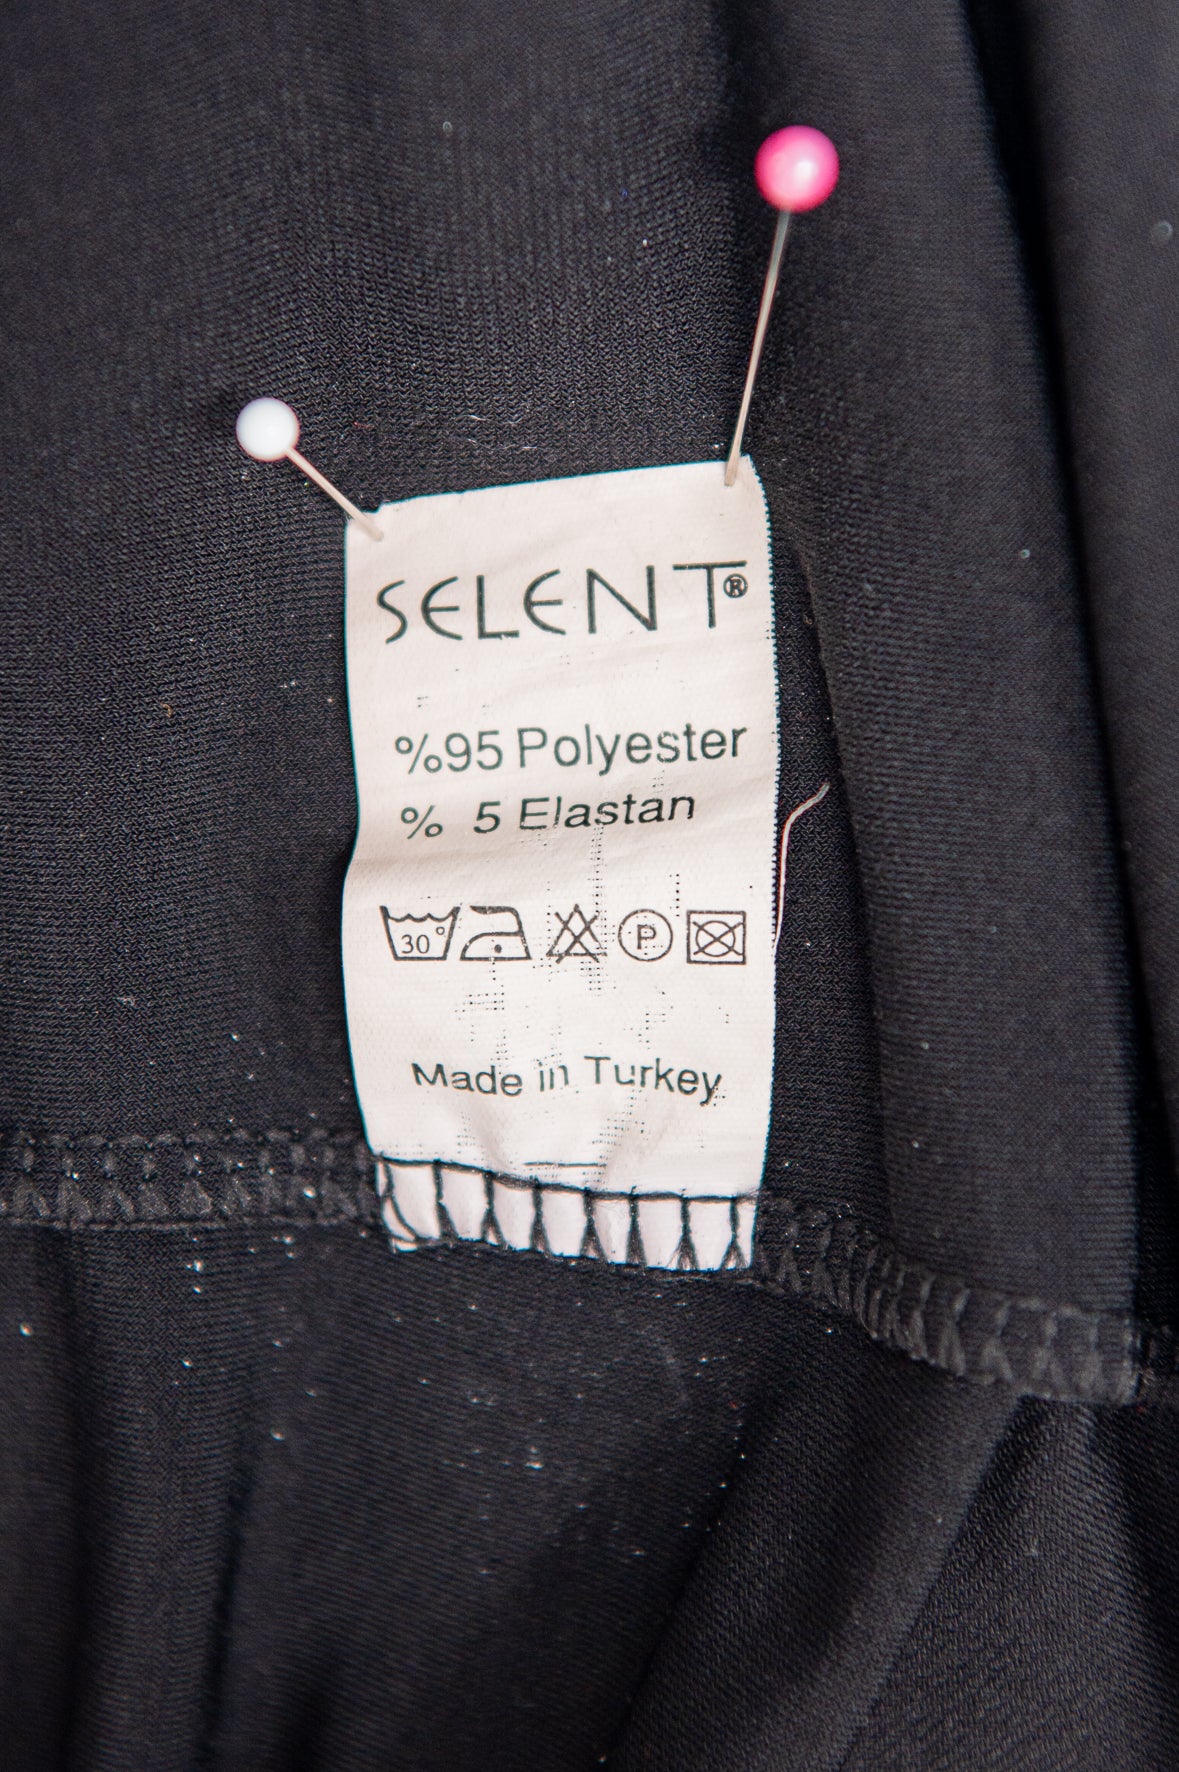 SELENT®
%95 Polyester
% 5 Elastan
30° P
Made in Turkey